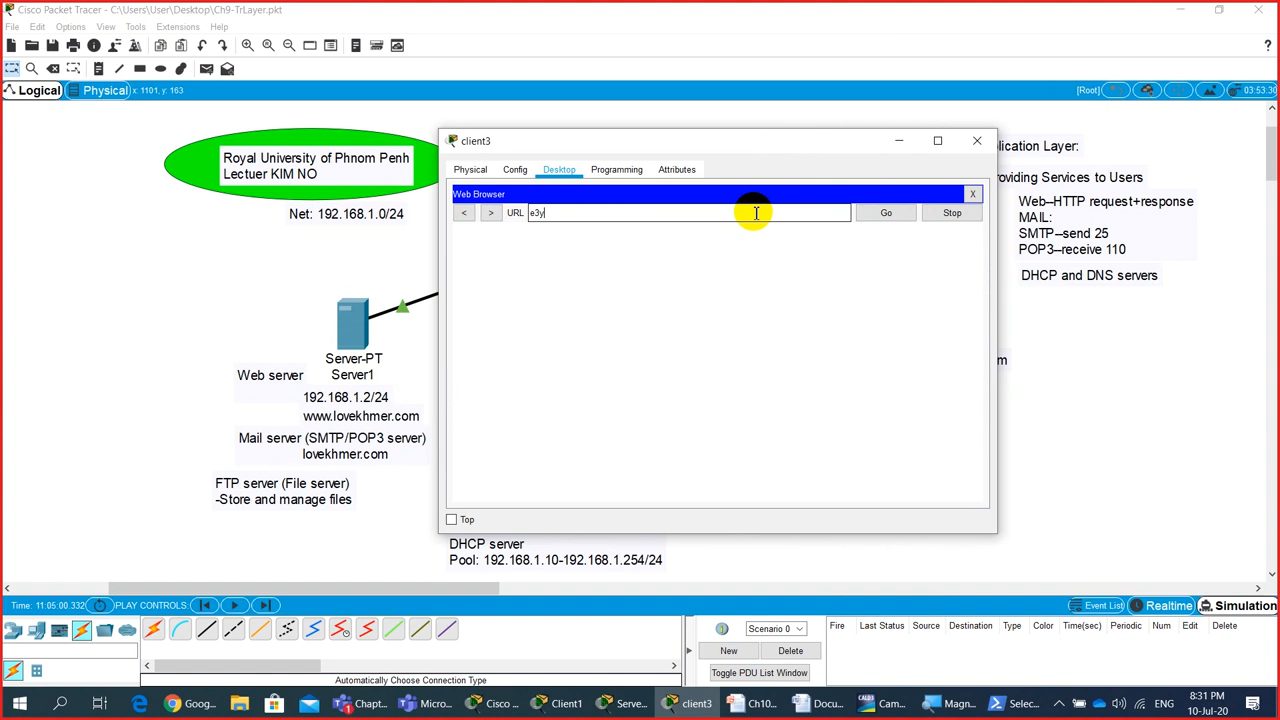 Cisco Packet Tracer - C:\Users\User\Desktop\Ch9-TrLayer.pkt
File Edit Options View Tools Extensions Help
?
Logical Physical x: 1101, y: 163 [Root] 03:53:30
Royal University of Phnom Penh
Lectuer KIM NO
Net: 192.168.1.0/24
Server-PT
Server1
Web server
192.168.1.2/24
www.lovekhmer.com
Mail server (SMTP/POP3 server)
lovekhmer.com
FTP server (File server)
-Store and manage files
client3
Physical Config Desktop Programming Attributes
Web Browser X
< > URL e3y Go Stop
Top
DHCP server
Pool: 192.168.1.10-192.168.1.254/24
plication Layer:
roviding Services to Users
Web--HTTP request+response
MAIL:
SMTP--send 25
POP3--receive 110
DHCP and DNS servers
m
Time: 11:05:00.332 PLAY CONTROLS: Event List Realtime Simulation
Scenario 0
New Delete
Toggle PDU List Window
Fire Last Status Source Destination Type Color Time(sec) Periodic Num Edit Delete
Automatically Choose Connection Type
Goog... Chapt... Micro... Cisco ... Client1 Serve... client3 Ch10... Docu... Cam... Magn... Selec... ENG
8:31 PM
10-Jul-20